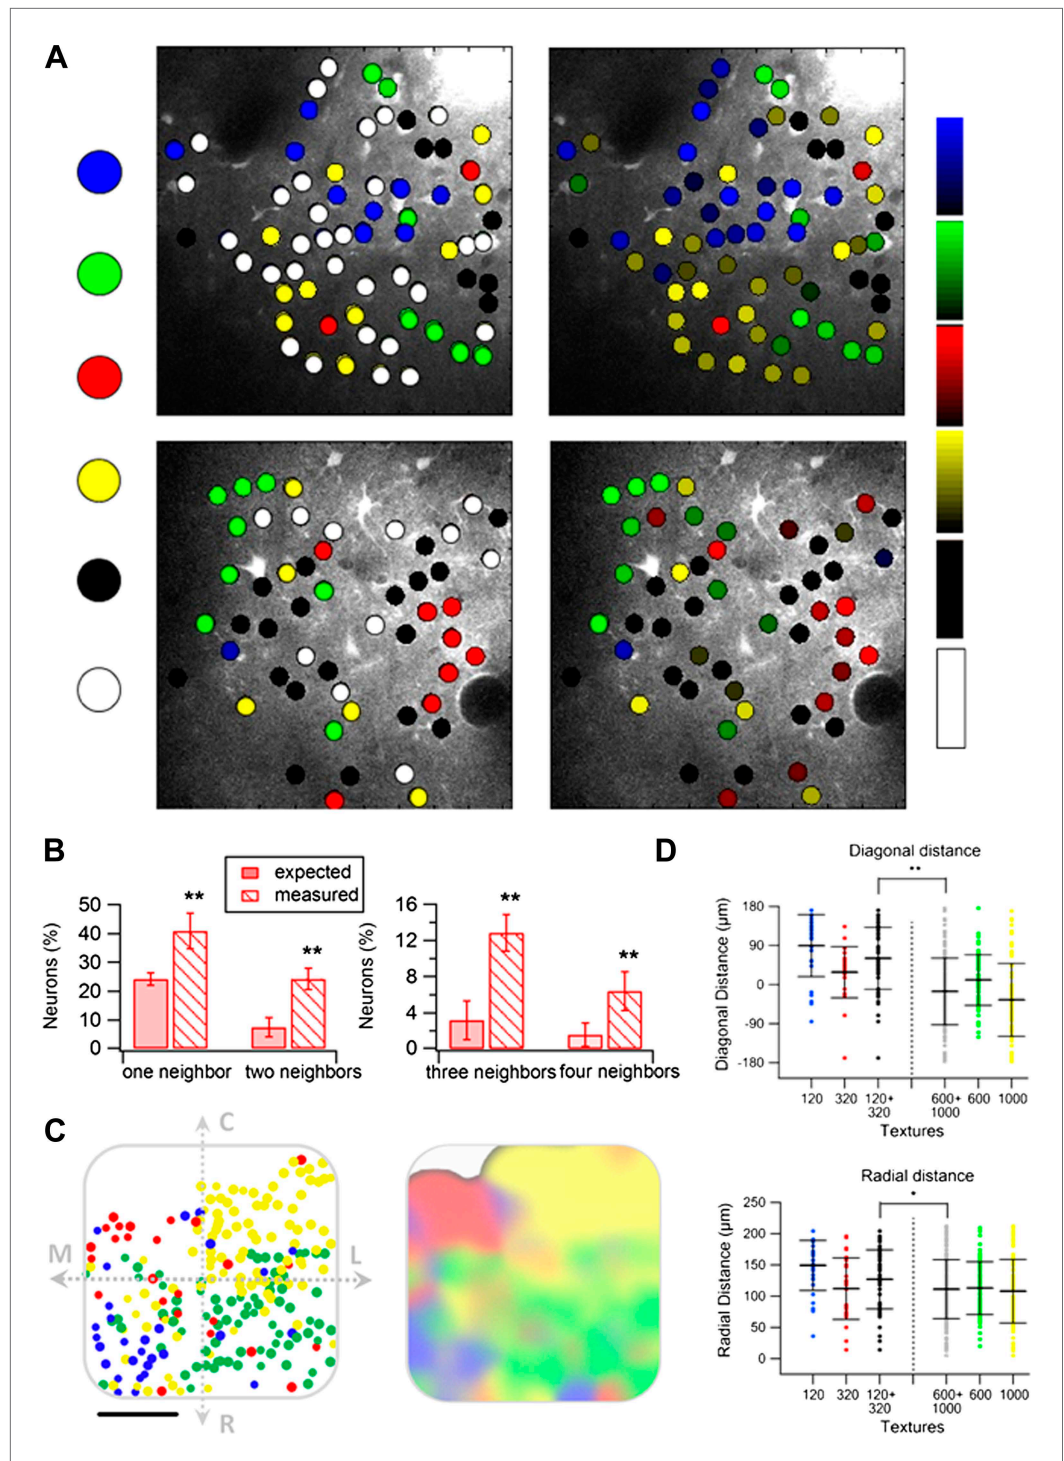 A
B
expected
measured
Neurons (%)
50
40
30
20
10
0
**
**
one neighbor
two neighbors
Neurons (%)
16
12
8
4
0
**
**
three neighbors
four neighbors
C
C
M
L
R
D
Diagonal distance
**
Diagonal Distance (µm)
180
90
0
-90
-180
120
320
120+
320
600+
1000
600
1000
Textures
Radial distance
*
Radial Distance (µm)
250
200
150
100
50
0
120
320
120+
320
600+
1000
600
1000
Textures